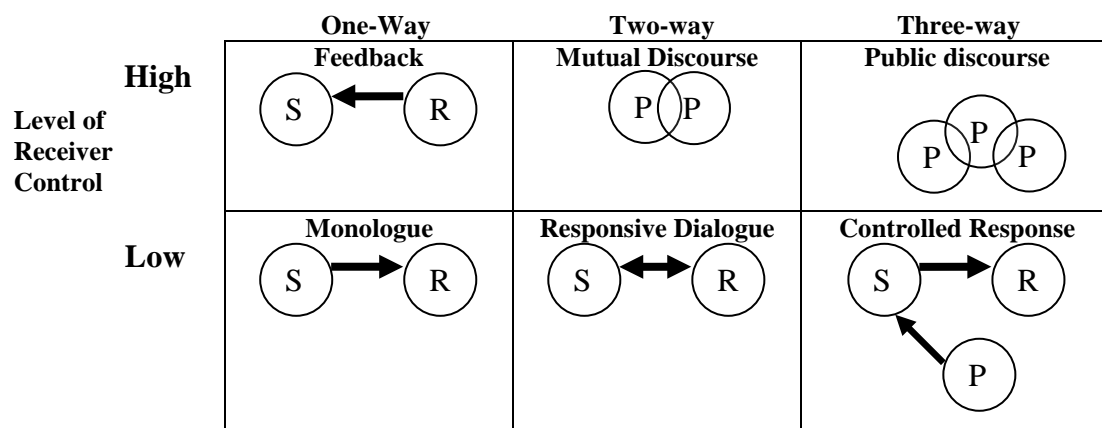 One-Way Two-way Three-way
High Feedback Mutual Discourse Public discourse
S R P P P P P
Level of
Receiver
Control
Low Monologue Responsive Dialogue Controlled Response
S R S R S R
P